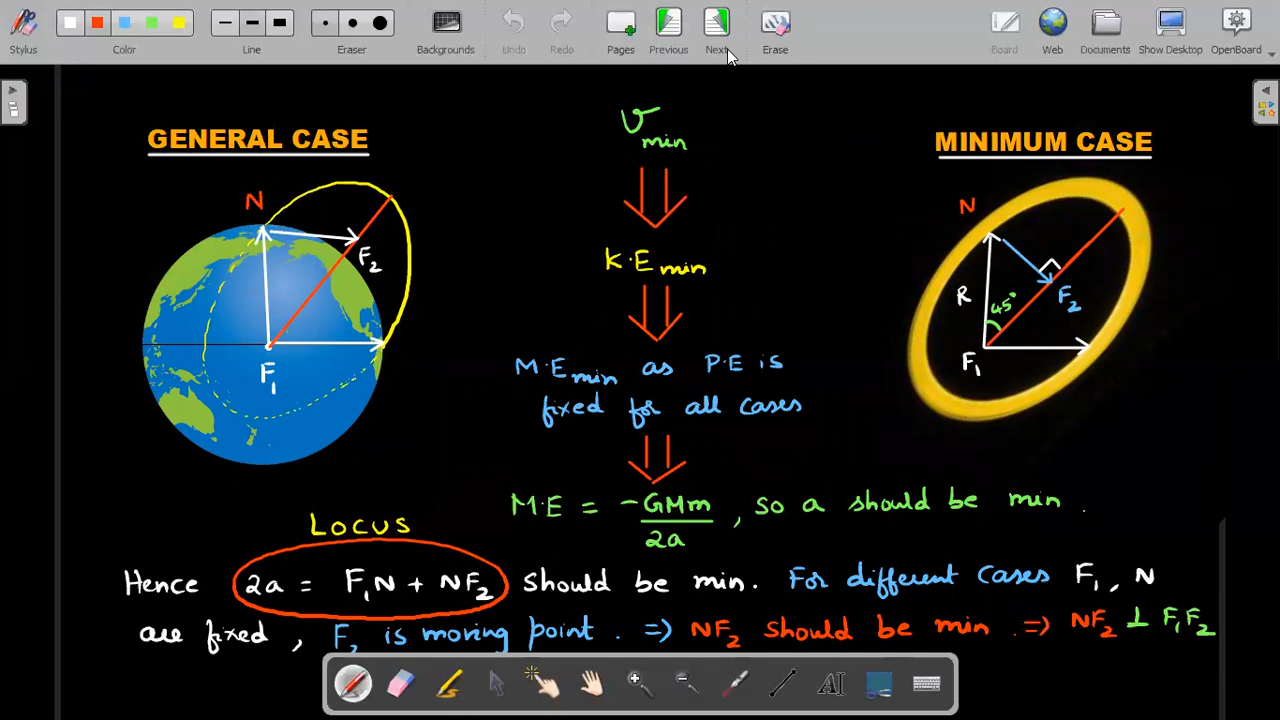 Stylus Color Line Eraser Backgrounds Undo Redo Pages Previous Next Erase Board Web Documents Show Desktop OpenBoard
GENERAL CASE
N
F₂
F₁
v min
K.E min
M.E min as P.E is
fixed for all cases
M.E = -GMm / 2a , so a should be min .
MINIMUM CASE
N
R
45°
F₂
F₁
LOCUS
Hence 2a = F₁N + NF₂ should be min. For different cases F₁ , N
are fixed , F₂ is moving point . => NF₂ should be min . => NF₂ ⊥ F₁F₂
AI